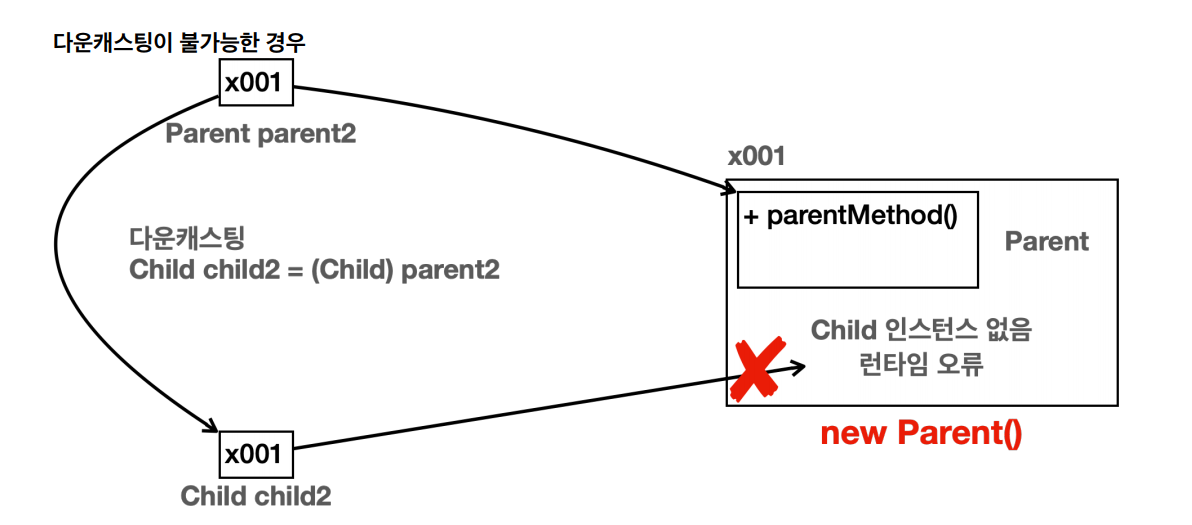 다운캐스팅이 불가능한 경우
x001
Parent parent2
x001
+ parentMethod()
Parent
다운캐스팅
Child child2 = (Child) parent2
Child 인스턴스 없음
런타임 오류
new Parent()
x001
Child child2